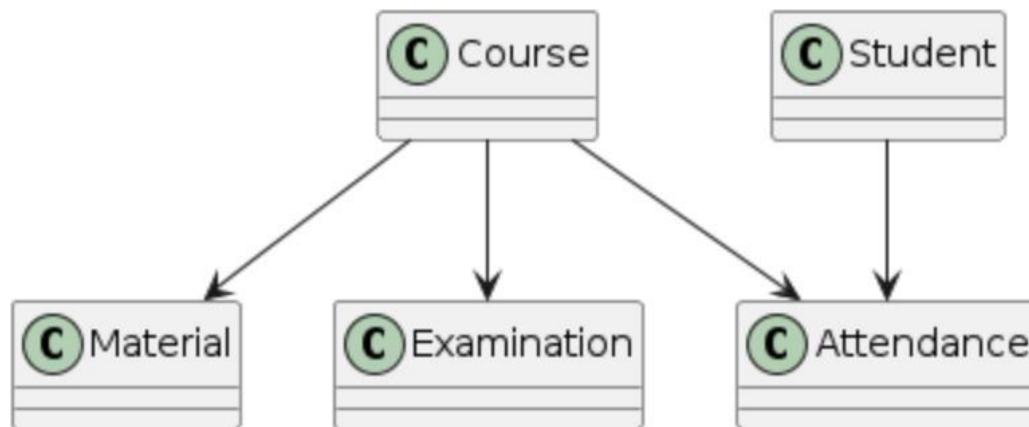 C Course
C Student
C Material
C Examination
C Attendance